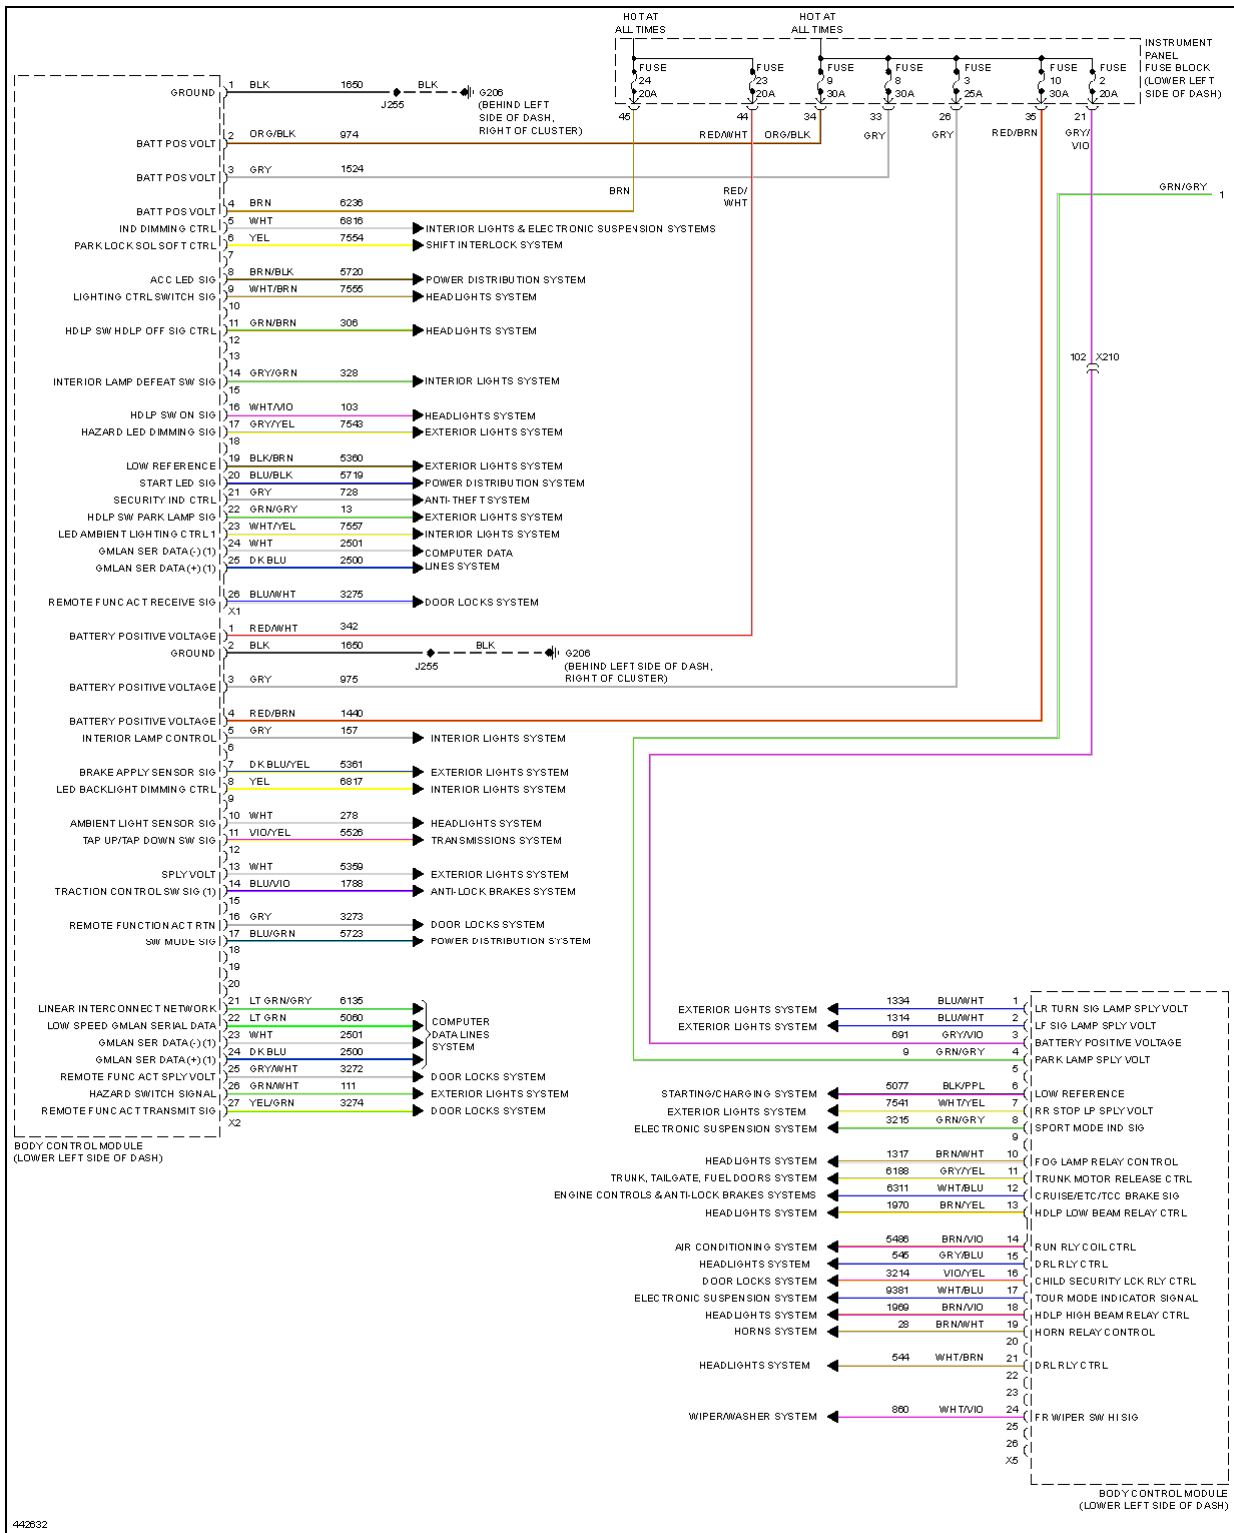 HOT AT
ALL TIMES
HOT AT
ALL TIMES
INSTRUMENT
PANEL
FUSE BLOCK
(LOWER LEFT
SIDE OF DASH)
FUSE
24
20A
FUSE
23
20A
FUSE
9
30A
FUSE
8
30A
FUSE
3
25A
FUSE
10
30A
FUSE
2
20A
45 44 34 33 26 35 21
RED/WHT ORG/BLK GRY GRY RED/BRN GRY/
VIO
BRN RED/
WHT
GRN/GRY 1
102 X210
GROUND 1 BLK 1650 BLK G206
J255
(BEHIND LEFT
SIDE OF DASH,
RIGHT OF CLUSTER)
BATT POS VOLT 2 ORG/BLK 974
BATT POS VOLT 3 GRY 1524
BATT POS VOLT 4 BRN 6236
IND DIMMING CTRL 5 WHT 6816 INTERIOR LIGHTS & ELECTRONIC SUSPENSION SYSTEMS
PARK LOCK SOL SOFT CTRL 6 YEL 7554 SHIFT INTERLOCK SYSTEM
7
ACC LED SIG 8 BRN/BLK 5720 POWER DISTRIBUTION SYSTEM
LIGHTING CTRL SWITCH SIG 9 WHT/BRN 7555 HEADLIGHTS SYSTEM
10
HDLP SW HDLP OFF SIG CTRL 11 GRN/BRN 306 HEADLIGHTS SYSTEM
12
13
INTERIOR LAMP DEFEAT SW SIG 14 GRY/GRN 328 INTERIOR LIGHTS SYSTEM
15
HDLP SW ON SIG 16 WHT/VIO 103 HEADLIGHTS SYSTEM
HAZARD LED DIMMING SIG 17 GRY/YEL 7543 EXTERIOR LIGHTS SYSTEM
18
LOW REFERENCE 19 BLK/BRN 5360 EXTERIOR LIGHTS SYSTEM
START LED SIG 20 BLU/BLK 5719 POWER DISTRIBUTION SYSTEM
SECURITY IND CTRL 21 GRY 728 ANTI-THEFT SYSTEM
HDLP SW PARK LAMP SIG 22 GRN/GRY 13 EXTERIOR LIGHTS SYSTEM
LED AMBIENT LIGHTING CTRL 1 23 WHT/YEL 7557 INTERIOR LIGHTS SYSTEM
GMLAN SER DATA(-) (1) 24 WHT 2501 COMPUTER DATA
GMLAN SER DATA(+) (1) 25 DK BLU 2500 LINES SYSTEM
REMOTE FUNC ACT RECEIVE SIG 26 BLU/WHT 3275 DOOR LOCKS SYSTEM
X1
BATTERY POSITIVE VOLTAGE 1 RED/WHT 342
GROUND 2 BLK 1650 BLK G206
J255
(BEHIND LEFT SIDE OF DASH,
RIGHT OF CLUSTER)
BATTERY POSITIVE VOLTAGE 3 GRY 975
BATTERY POSITIVE VOLTAGE 4 RED/BRN 1440
INTERIOR LAMP CONTROL 5 GRY 157 INTERIOR LIGHTS SYSTEM
6
BRAKE APPLY SENSOR SIG 7 DK BLU/YEL 5361 EXTERIOR LIGHTS SYSTEM
LED BACKLIGHT DIMMING CTRL 8 YEL 6817 INTERIOR LIGHTS SYSTEM
9
AMBIENT LIGHT SENSOR SIG 10 WHT 278 HEADLIGHTS SYSTEM
TAP UP/TAP DOWN SW SIG 11 VIO/YEL 5526 TRANSMISSIONS SYSTEM
12
SPLY VOLT 13 WHT 5359 EXTERIOR LIGHTS SYSTEM
TRACTION CONTROL SW SIG (1) 14 BLU/VIO 1788 ANTI-LOCK BRAKES SYSTEM
15
REMOTE FUNCTION ACT RTN 16 GRY 3273 DOOR LOCKS SYSTEM
SW MODE SIG 17 BLU/GRN 5723 POWER DISTRIBUTION SYSTEM
18
19
20
LINEAR INTERCONNECT NETWORK 21 LT GRN/GRY 6135
LOW SPEED GMLAN SERIAL DATA 22 LT GRN 5060
GMLAN SER DATA(-) (1) 23 WHT 2501
GMLAN SER DATA(+) (1) 24 DK BLU 2500
COMPUTER
DATA LINES
SYSTEM
REMOTE FUNC ACT SPLY VOLT 25 GRY/WHT 3272 DOOR LOCKS SYSTEM
HAZARD SWITCH SIGNAL 26 GRN/WHT 111 EXTERIOR LIGHTS SYSTEM
REMOTE FUNC ACT TRANSMIT SIG 27 YEL/GRN 3274 DOOR LOCKS SYSTEM
X2
BODY CONTROL MODULE
(LOWER LEFT SIDE OF DASH)
EXTERIOR LIGHTS SYSTEM 1334 BLU/WHT 1 LR TURN SIG LAMP SPLY VOLT
EXTERIOR LIGHTS SYSTEM 1314 BLU/WHT 2 LF SIG LAMP SPLY VOLT
691 GRY/VIO 3 BATTERY POSITIVE VOLTAGE
9 GRN/GRY 4 PARK LAMP SPLY VOLT
5
STARTING/CHARGING SYSTEM 5077 BLK/PPL 6 LOW REFERENCE
EXTERIOR LIGHTS SYSTEM 7541 WHT/YEL 7 RR STOP LP SPLY VOLT
ELECTRONIC SUSPENSION SYSTEM 3215 GRN/GRY 8 SPORT MODE IND SIG
9
HEADLIGHTS SYSTEM 1317 BRN/WHT 10 FOG LAMP RELAY CONTROL
TRUNK, TAILGATE, FUEL DOORS SYSTEM 6188 GRY/YEL 11 TRUNK MOTOR RELEASE CTRL
ENGINE CONTROLS & ANTI-LOCK BRAKES SYSTEMS 6311 WHT/BLU 12 CRUISE/ETC/TCC BRAKE SIG
HEADLIGHTS SYSTEM 1970 BRN/YEL 13 HDLP LOW BEAM RELAY CTRL
AIR CONDITIONING SYSTEM 5486 BRN/VIO 14 RUN RLY COIL CTRL
HEADLIGHTS SYSTEM 545 GRY/BLU 15 DRL RLY CTRL
DOOR LOCKS SYSTEM 3214 VIO/YEL 16 CHILD SECURITY LCK RLY CTRL
ELECTRONIC SUSPENSION SYSTEM 9381 WHT/BLU 17 TOUR MODE INDICATOR SIGNAL
HEADLIGHTS SYSTEM 1969 BRN/VIO 18 HDLP HIGH BEAM RELAY CTRL
HORNS SYSTEM 28 BRN/WHT 19 HORN RELAY CONTROL
20
HEADLIGHTS SYSTEM 544 WHT/BRN 21 DRL RLY CTRL
22
23
WIPER/WASHER SYSTEM 860 WHT/VIO 24 FR WIPER SW HI SIG
25
26
X5
BODY CONTROL MODULE
(LOWER LEFT SIDE OF DASH)
442632